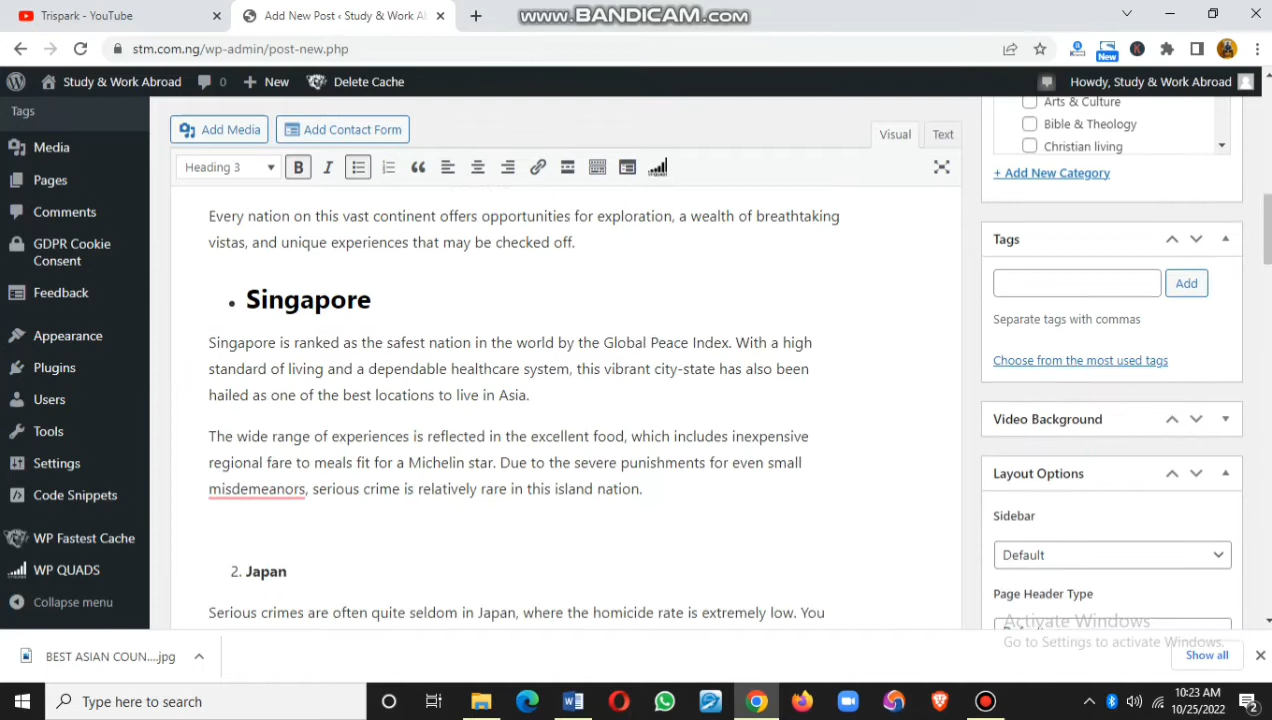 Trispark - YouTube
Add New Post ‹ Study & Work Ab
www.BANDICAM.com
stm.com.ng/wp-admin/post-new.php
New
K
Study & Work Abroad
0
New
Delete Cache
Howdy, Study & Work Abroad
Tags
Media
Pages
Comments
GDPR Cookie
Consent
Feedback
Appearance
Plugins
Users
Tools
Settings
Code Snippets
WP Fastest Cache
WP QUADS
Collapse menu
Add Media
Add Contact Form
Visual
Text
Heading 3
B
I
Every nation on this vast continent offers opportunities for exploration, a wealth of breathtaking
vistas, and unique experiences that may be checked off.
• Singapore
Singapore is ranked as the safest nation in the world by the Global Peace Index. With a high
standard of living and a dependable healthcare system, this vibrant city-state has also been
hailed as one of the best locations to live in Asia.
The wide range of experiences is reflected in the excellent food, which includes inexpensive
regional fare to meals fit for a Michelin star. Due to the severe punishments for even small
misdemeanors, serious crime is relatively rare in this island nation.
2. Japan
Serious crimes are often quite seldom in Japan, where the homicide rate is extremely low. You
Arts & Culture
Bible & Theology
Christian living
+ Add New Category
Tags
Add
Separate tags with commas
Choose from the most used tags
Video Background
Layout Options
Sidebar
Default
Page Header Type
Activate Windows
Go to Settings to activate Windows.
BEST ASIAN COUN....jpg
Show all
Type here to search
10:23 AM
10/25/2022
2